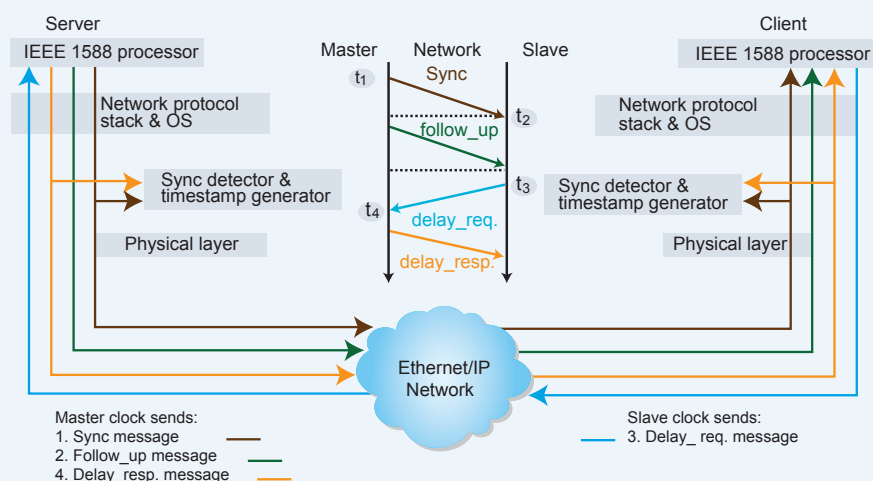 Server
IEEE 1588 processor
Network protocol
stack & OS
Sync detector &
timestamp generator
Physical layer
Master
Network
Slave
t1
Sync
t2
follow_up
t3
t4
delay_req.
delay_resp.
Client
IEEE 1588 processor
Network protocol
stack & OS
Sync detector &
timestamp generator
Physical layer
Ethernet/IP
Network
Master clock sends:
1. Sync message
2. Follow_up message
4. Delay_resp. message
Slave clock sends:
3. Delay_ req. message